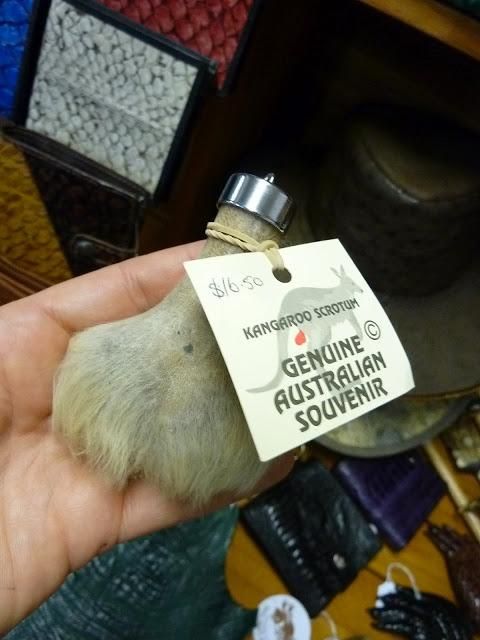 $16.50
KANGAROO SCROTUM
©
GENUINE
AUSTRALIAN
SOUVENIR